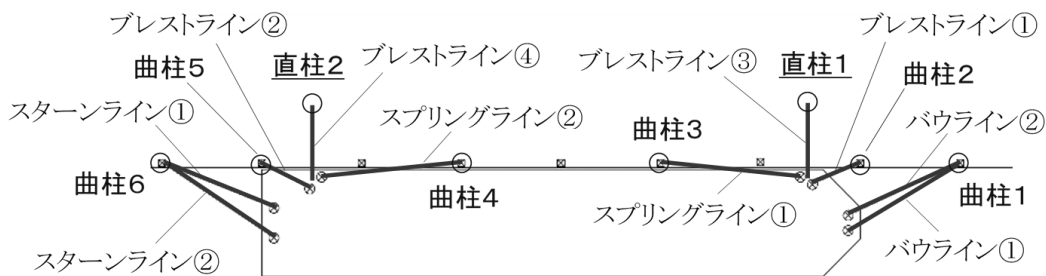 ブレストライン②
ブレストライン①
ブレストライン④
ブレストライン③
曲柱5
直柱2
直柱1
曲柱2
スターンライン①
スプリングライン②
バウライン②
曲柱3
曲柱6
曲柱4
曲柱1
スプリングライン①
スターンライン②
バウライン①